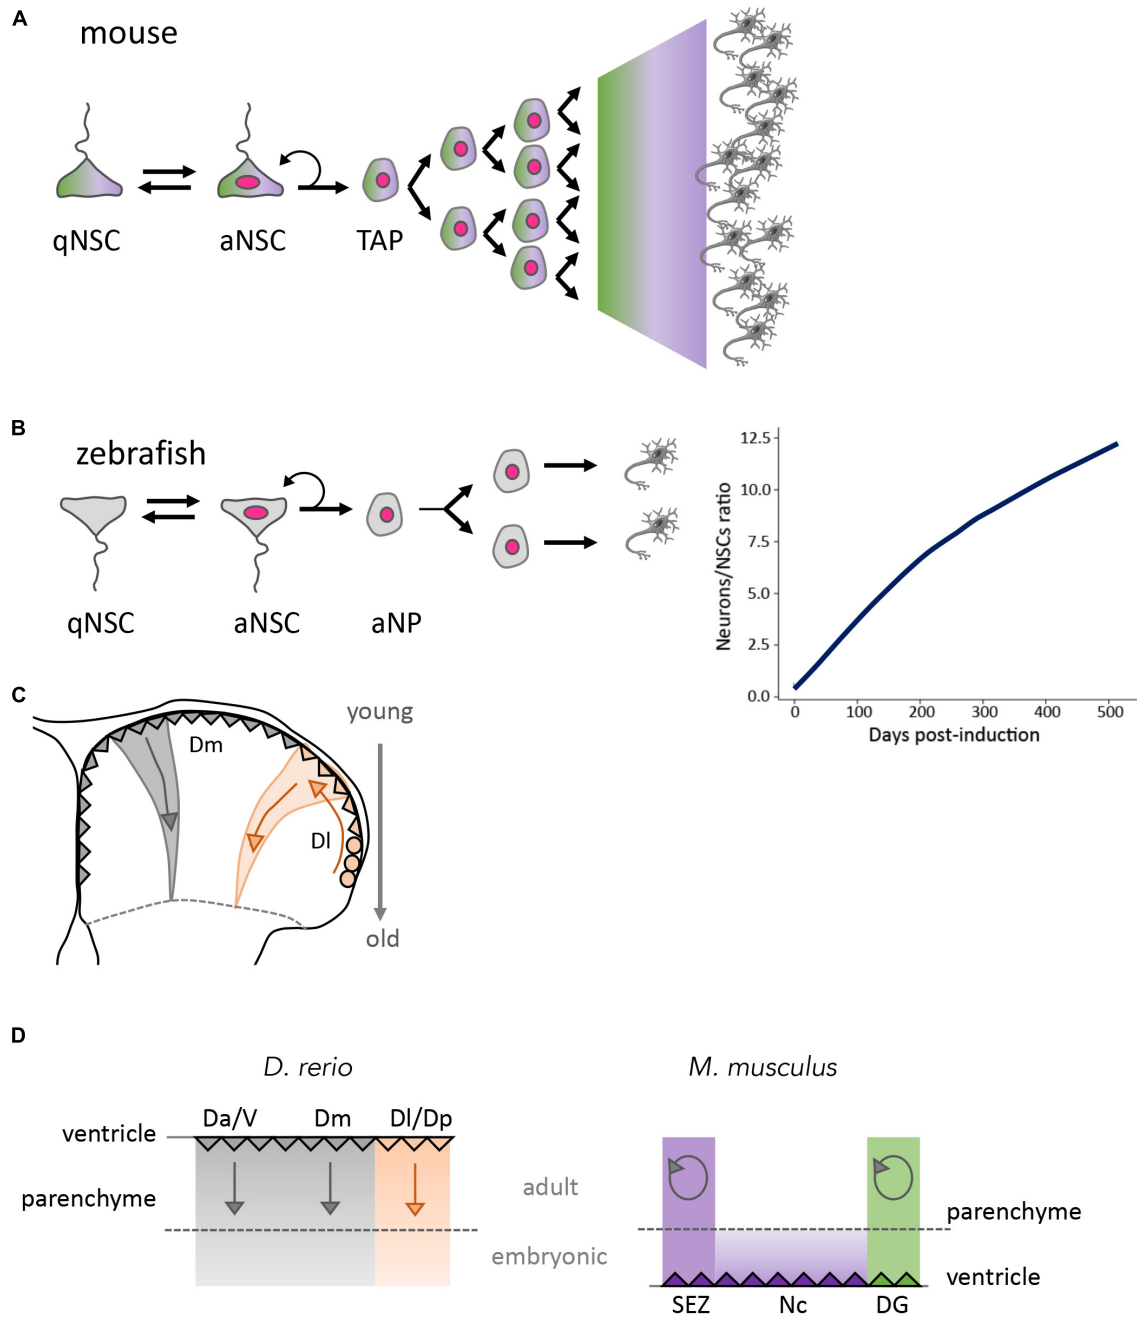 A
mouse
qNSC
aNSC
TAP
B
zebrafish
qNSC
aNSC
aNP
Neurons/NSCs ratio
12.5
10.0
7.5
5.0
2.5
0.0
0 100 200 300 400 500
Days post-induction
C
Dm
Dl
young
old
D
D. rerio
M. musculus
Da/V Dm Dl/Dp
ventricle
parenchyme
adult
embryonic
parenchyme
ventricle
SEZ Nc DG